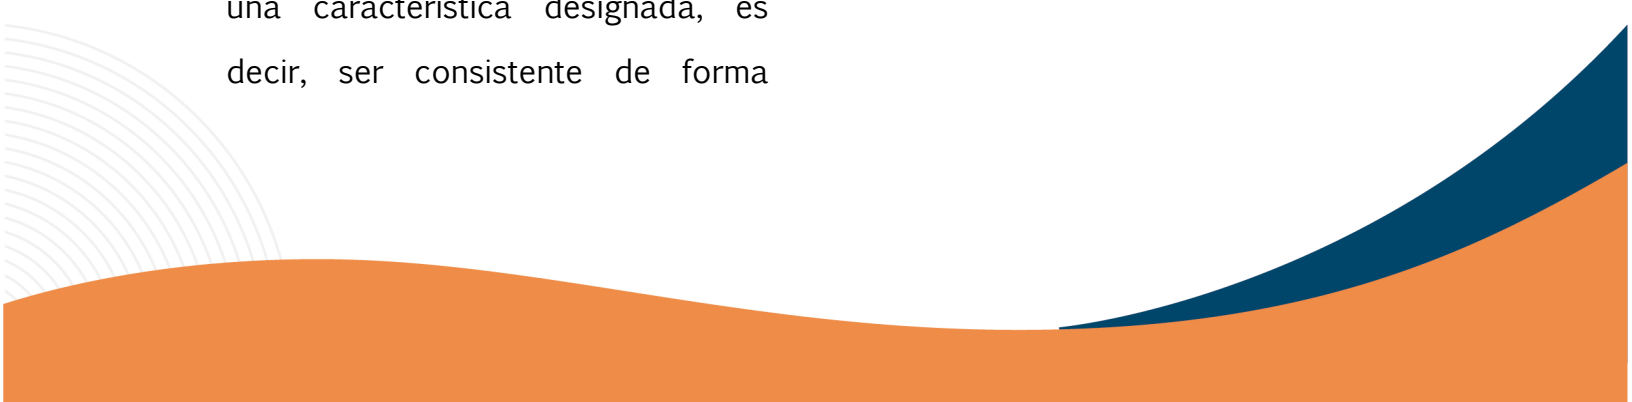 una característica designada, es
decir, ser consistente de forma